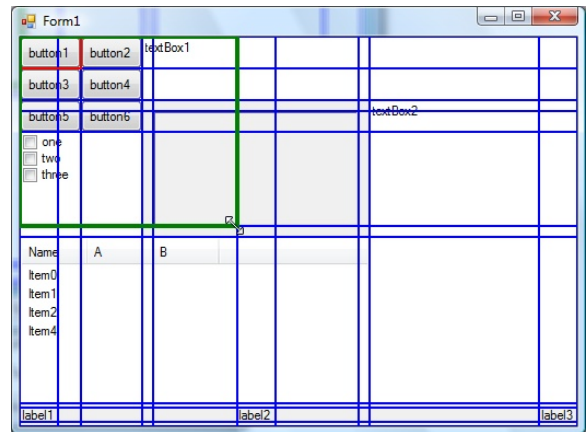 Form1
button1 button2 textBox1
button3 button4
button5 button6 textBox2
one
two
three
Name A B
Item0
Item1
Item2
Item4
label1 label2 label3